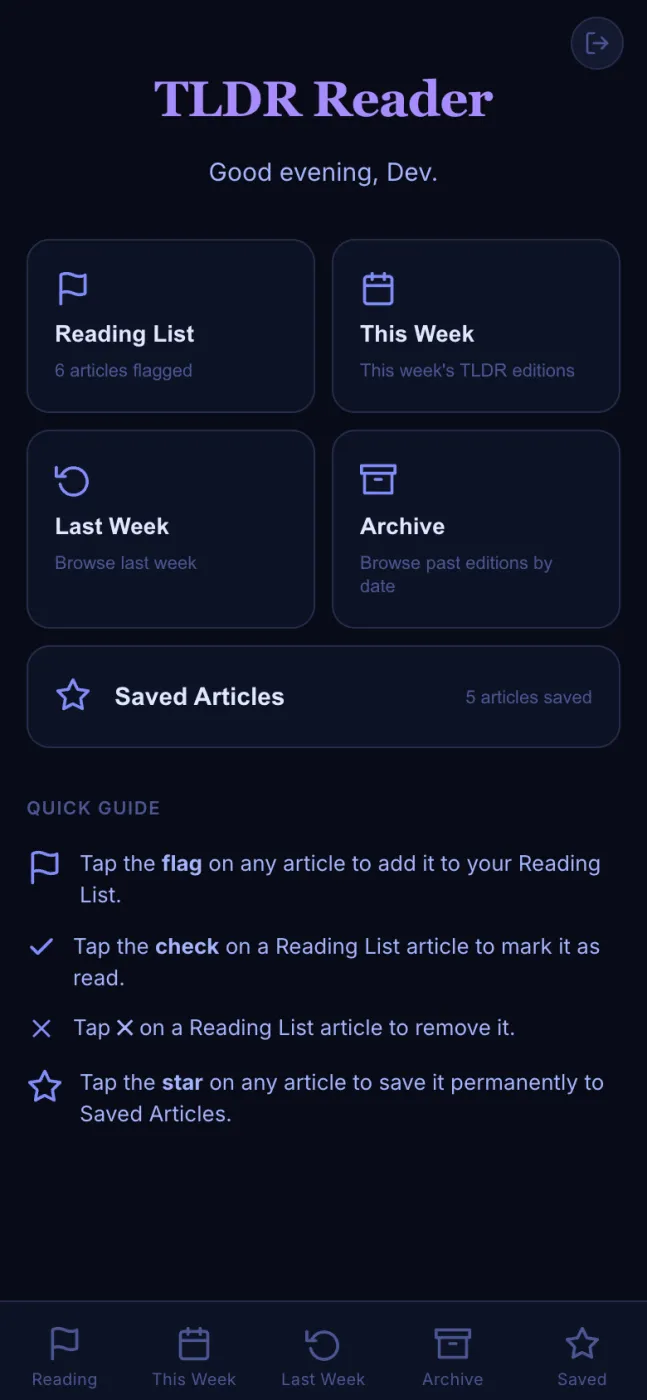 TLDR Reader
Good evening, Dev.
Reading List
6 articles flagged
This Week
This week's TLDR editions
Last Week
Browse last week
Archive
Browse past editions by
date
Saved Articles
5 articles saved
QUICK GUIDE
Tap the flag on any article to add it to your Reading
List.
Tap the check on a Reading List article to mark it as
read.
Tap ✕ on a Reading List article to remove it.
Tap the star on any article to save it permanently to
Saved Articles.
Reading
This Week
Last Week
Archive
Saved